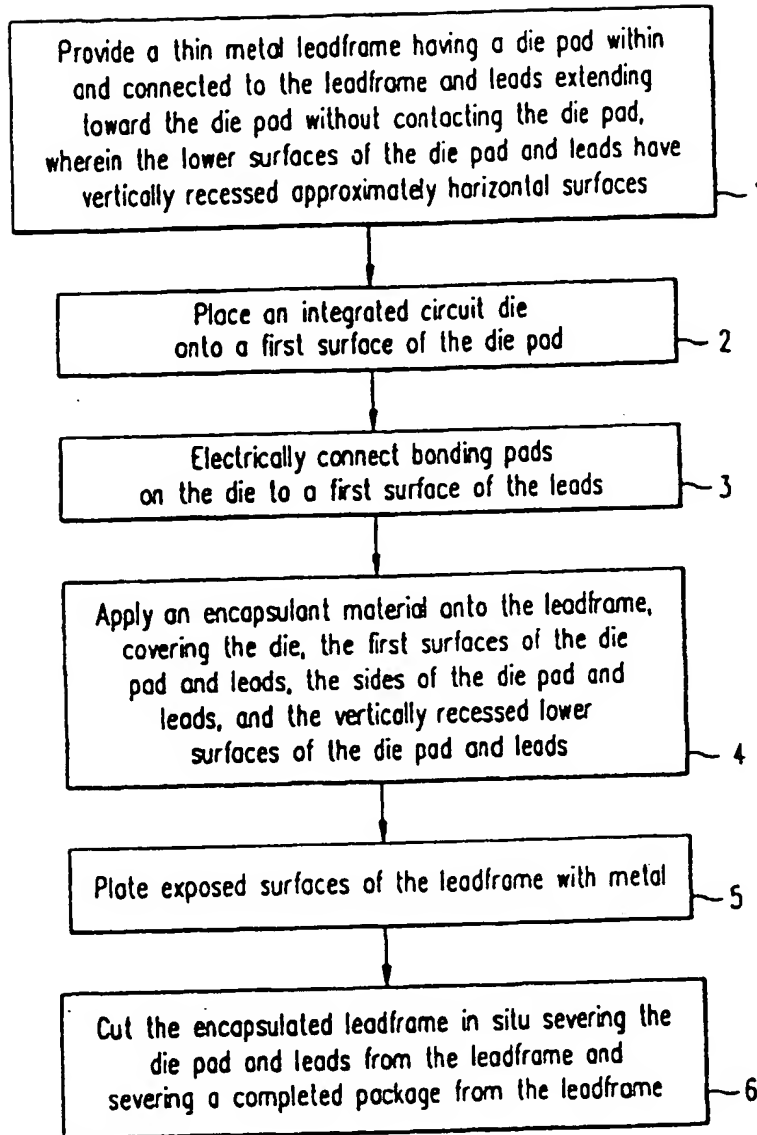 Provide a thin metal leadframe having a die pad within
and connected to the leadframe and leads extending
toward the die pad without contacting the die pad,
wherein the lower surfaces of the die pad and leads have
vertically recessed approximately horizontal surfaces
Place an integrated circuit die
onto a first surface of the die pad
2
Electrically connect bonding pads
on the die to a first surface of the leads
3
Apply an encapsulant material onto the leadframe,
covering the die, the first surfaces of the die
pad and leads, the sides of the die pad and
leads, and the vertically recessed lower
surfaces of the die pad and leads
4
Plate exposed surfaces of the leadframe with metal
5
Cut the encapsulated leadframe in situ severing the
die pad and leads from the leadframe and
severing a completed package from the leadframe
6